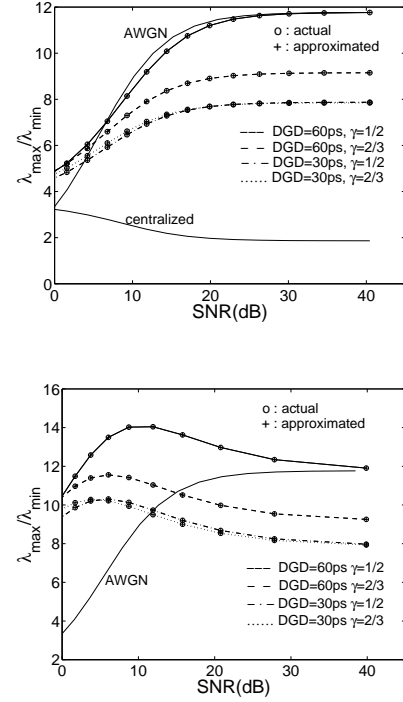 12
10
8
6
4
2
0
λmax/λmin
AWGN
o : actual
+ : approximated
DGD=60ps, γ=1/2
DGD=60ps, γ=2/3
DGD=30ps, γ=1/2
DGD=30ps, γ=2/3
centralized
0 10 20 30 40
SNR(dB)
16
14
12
10
8
6
4
2
λmax/λmin
o : actual
+ : approximated
AWGN
DGD=60ps γ=1/2
DGD=60ps γ=2/3
DGD=30ps γ=1/2
DGD=30ps γ=2/3
0 10 20 30 40
SNR(dB)